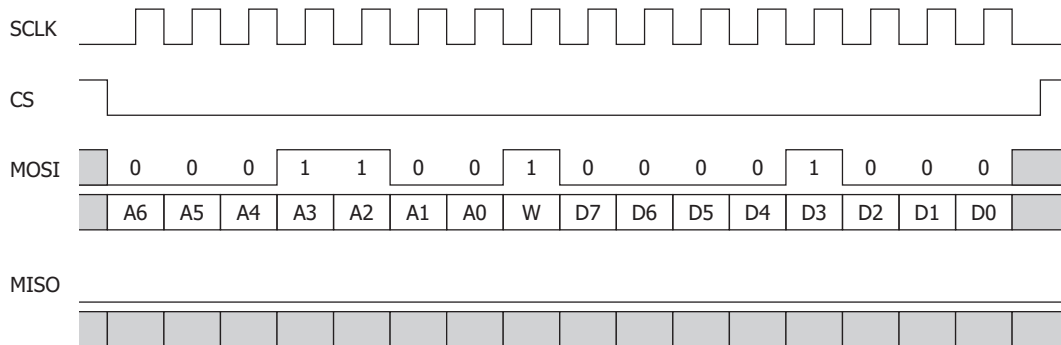 SCLK
CS
MOSI 0 0 0 1 1 0 0 1 0 0 0 0 1 0 0 0
A6 A5 A4 A3 A2 A1 A0 W D7 D6 D5 D4 D3 D2 D1 D0
MISO